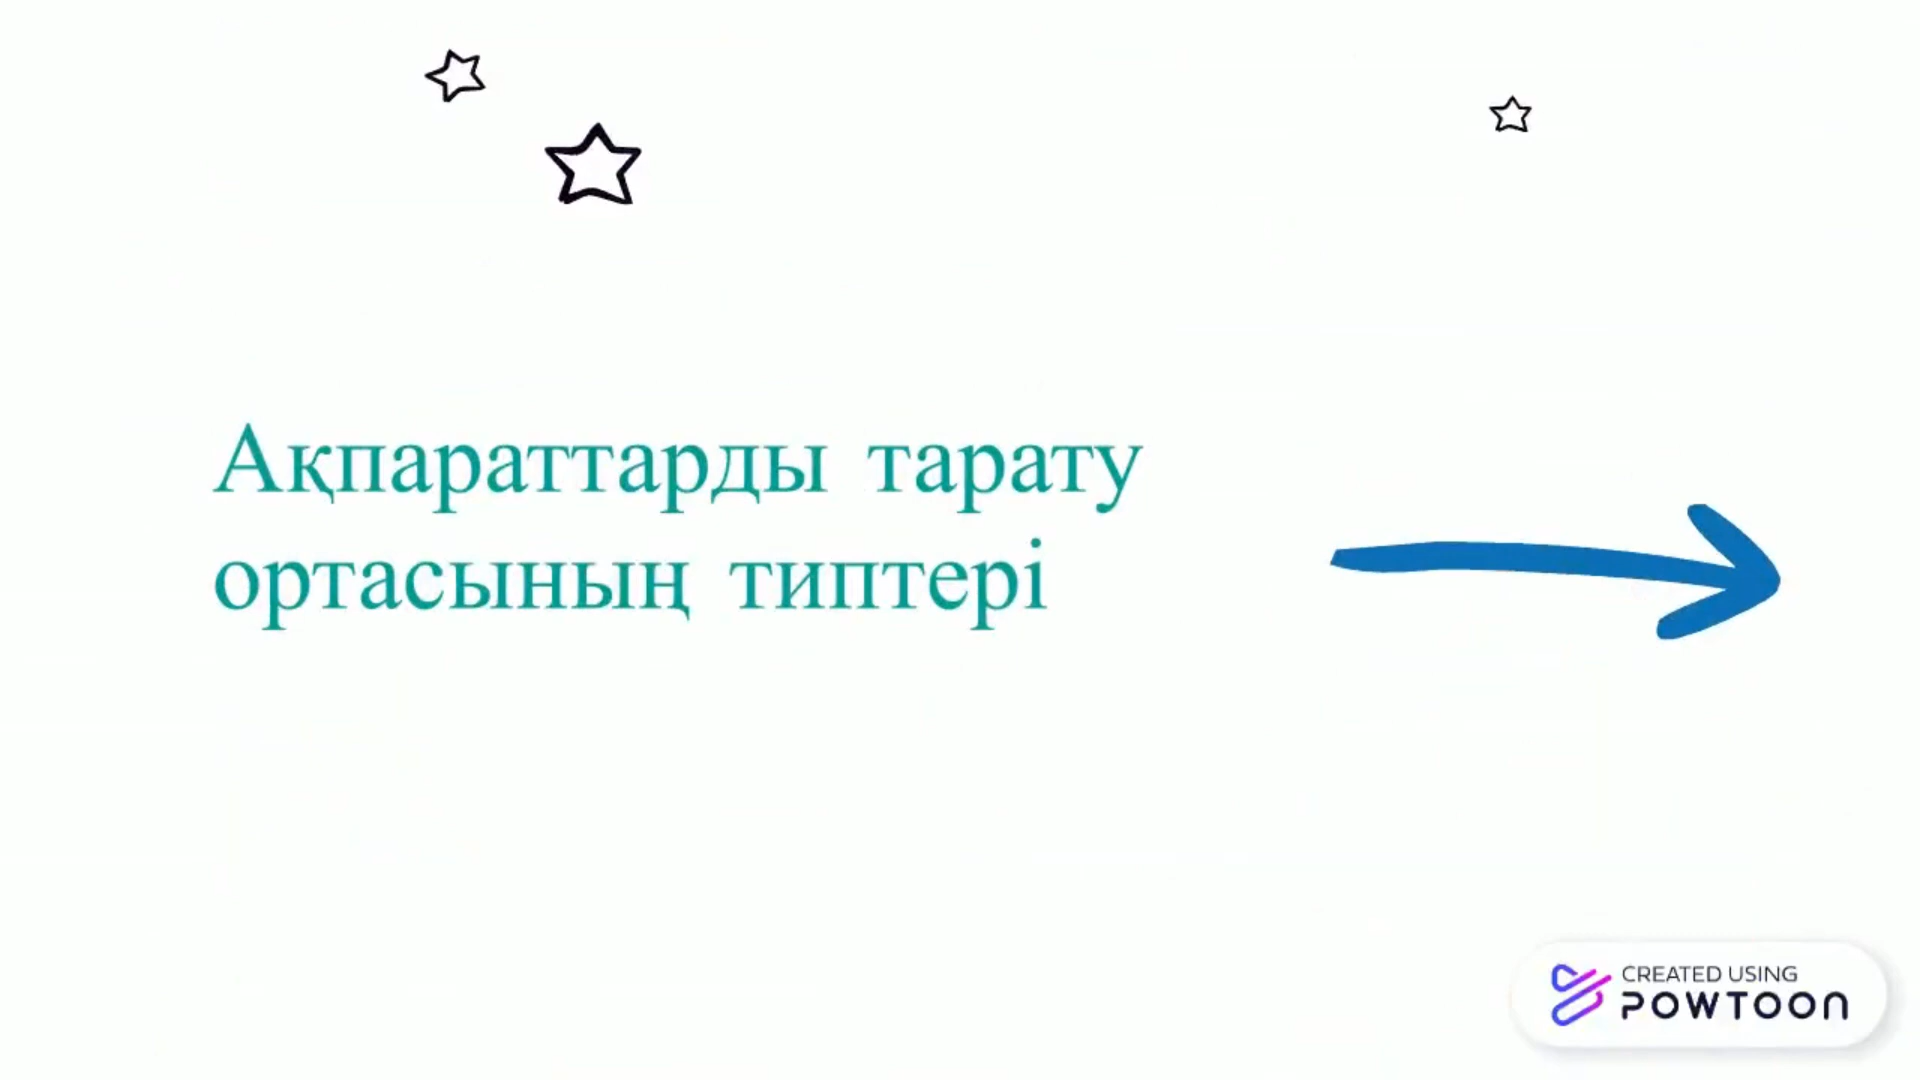 Ақпараттарды тарату
ортасының типтері
CREATED USING
POWTOON